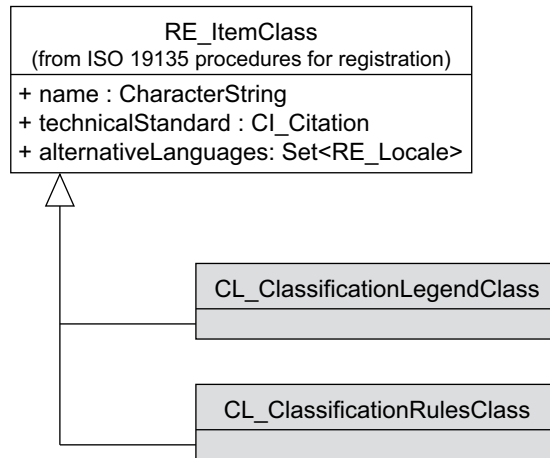 RE_ItemClass
(from ISO 19135 procedures for registration)
+ name : CharacterString
+ technicalStandard : CI_Citation
+ alternativeLanguages: Set<RE_Locale>
CL_ClassificationLegendClass
CL_ClassificationRulesClass